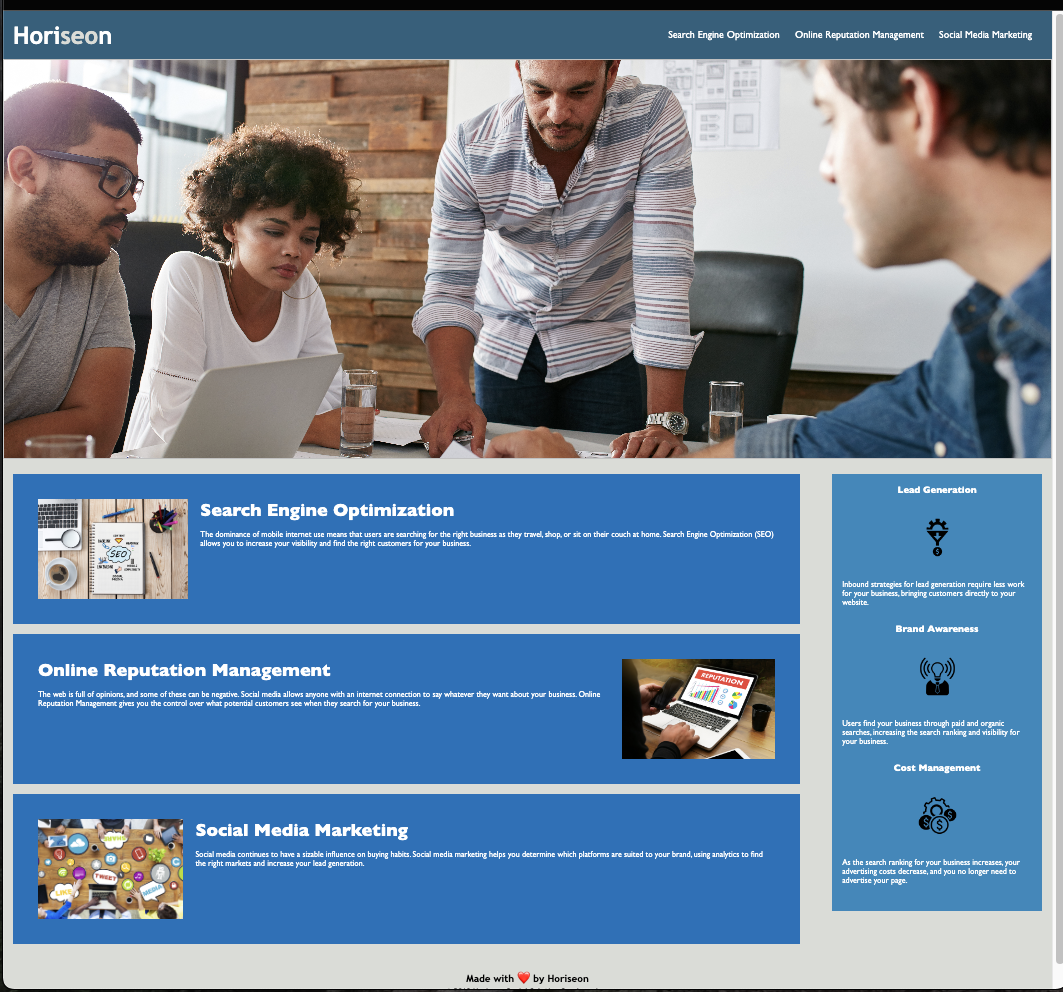 Horiseon
Search Engine Optimization Online Reputation Management Social Media Marketing
SEO
Search Engine Optimization
The dominance of mobile internet use means that users are searching for the right business as they travel, shop, or sit on their couch at home. Search Engine Optimization (SEO)
allows you to increase your visibility and find the right customers for your business.
Online Reputation Management
The web is full of opinions, and some of these can be negative. Social media allows anyone with an internet connection to say whatever they want about your business. Online
Reputation Management gives you the control over what potential customers see when they search for your business.
REPUTATION
TWEET
LIKE
MEDIA
Social Media Marketing
Social media continues to have a sizable influence on buying habits. Social media marketing helps you determine which platforms are suited to your brand, using analytics to find
the right markets and increase your lead generation.
Lead Generation
$
Inbound strategies for lead generation require less work
for your business, bringing customers directly to your
website.
Brand Awareness
Users find your business through paid and organic
searches, increasing the search ranking and visibility for
your business.
Cost Management
$ $ $
As the search ranking for your business increases, your
advertising costs decrease, and you no longer need to
advertise your page.
Made with ❤️ by Horiseon